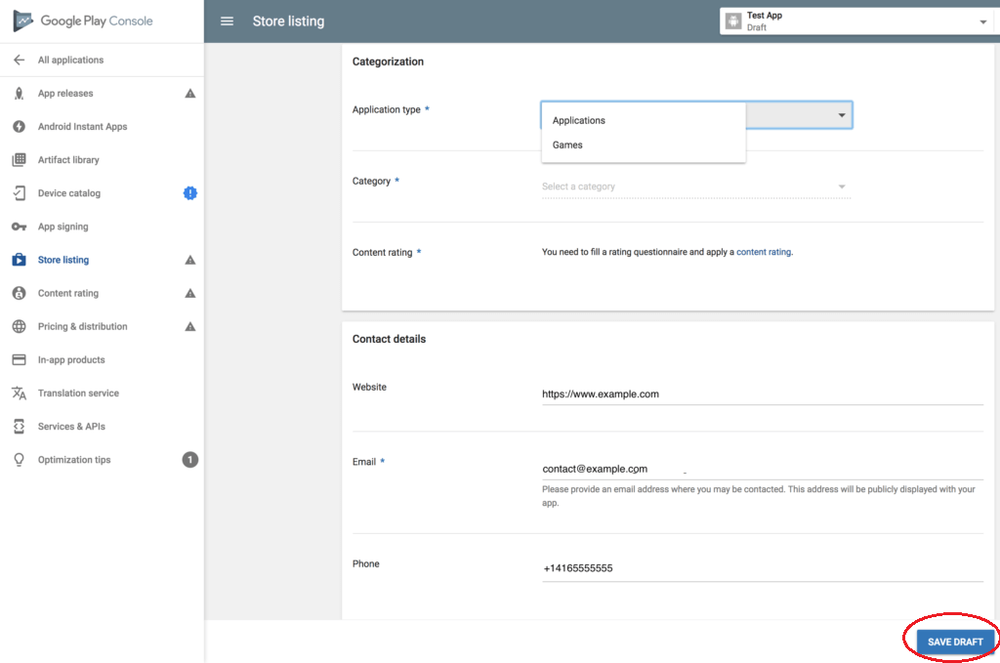 Google Play Console
Store listing
Test App
Draft
All applications
App releases
Android Instant Apps
Artifact library
Device catalog
App signing
Store listing
Content rating
Pricing & distribution
In-app products
Translation service
Services & APIs
Optimization tips
1
Categorization
Application type *
Applications
Games
Category *
Select a category
Content rating *
You need to fill a rating questionnaire and apply a content rating.
Contact details
Website
https://www.example.com
Email *
contact@example.com
Please provide an email address where you may be contacted. This address will be publicly displayed with your
app.
Phone
+14165555555
SAVE DRAFT